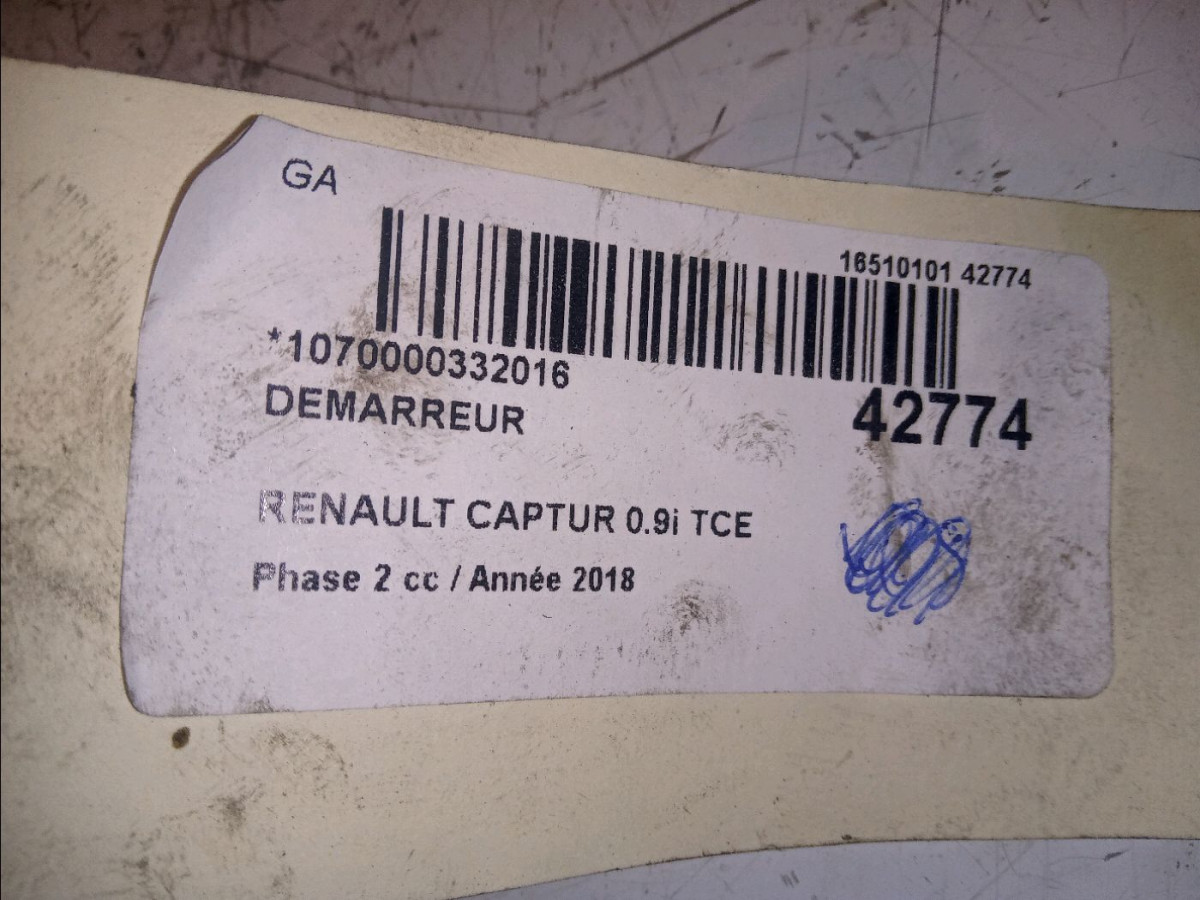 GA
16510101 42774
*1070000332016
DEMARREUR
42774
RENAULT CAPTUR 0.9i TCE
Phase 2 cc / Année 2018